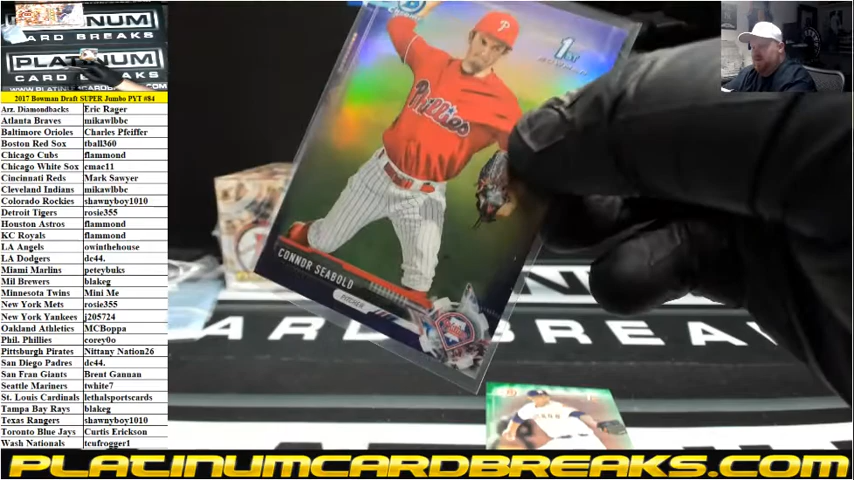 PLATINUM
CARD BREAKS
PLATINUM
CARD BREAKS
2017 Bowman Draft SUPER Jumbo PYT #84
Arz. Diamondbacks Eric Rager
Atlanta Braves mikawlbbc
Baltimore Orioles Charles Pfeiffer
Boston Red Sox tball360
Chicago Cubs flammond
Chicago White Sox cmac11
Cincinnati Reds Mark Sawyer
Cleveland Indians mikawlbbc
Colorado Rockies shawnyboy1010
Detroit Tigers rosie355
Houston Astros flammond
KC Royals flammond
LA Angels owinthehouse
LA Dodgers dc44.
Miami Marlins peteybuks
Mil Brewers blakeg
Minnesota Twins Mini Me
New York Mets rosie355
New York Yankees j205724
Oakland Athletics MCBoppa
Phil. Phillies corey0o
Pittsburgh Pirates Nittany Nation26
San Diego Padres dc44.
San Fran Giants Brent Gannan
Seattle Mariners twhite7
St. Louis Cardinals lethalsportscards
Tampa Bay Rays blakeg
Texas Rangers shawnyboy1010
Toronto Blue Jays Curtis Erickson
Wash Nationals tcufrogger1
P
1st
BOWMAN
Phillies
CONNOR SEABOLD
PITCHER
ARD BREA
PLATINUMCARDBREAKS.COM